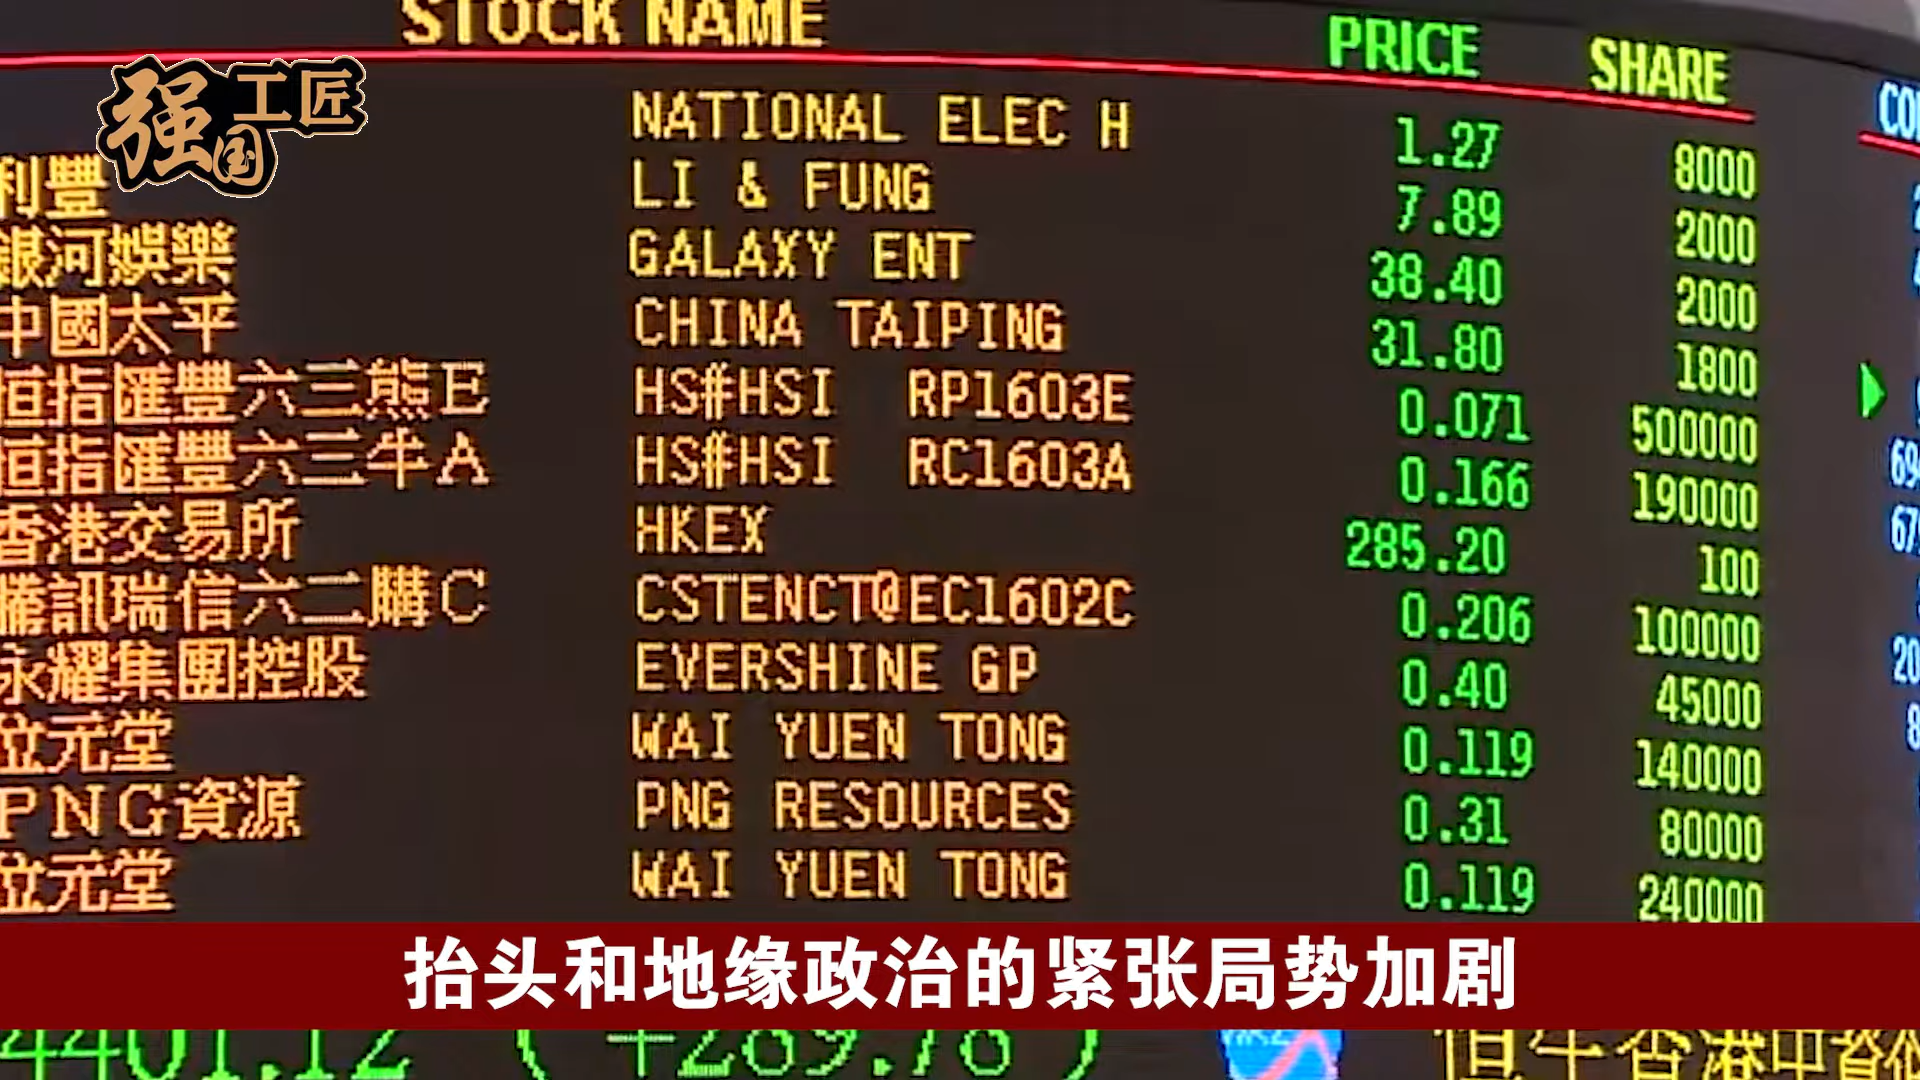 STOCK NAME PRICE SHARE
强国工匠
NATIONAL ELEC H 1.27 8000
利豐 LI & FUNG 7.89 2000
銀河娛樂 GALAXY ENT 38.40 2000
中國太平 CHINA TAIPING 31.80 1800
恒指匯豐六三熊E HS#HSI RP1603E 0.071 500000
恒指匯豐六三牛A HS#HSI RC1603A 0.166 190000
香港交易所 HKEX 285.20 100
騰訊瑞信六二購C CSTENCT@EC1602C 0.206 100000
永耀集團控股 EVERSHINE GP 0.40 45000
位元堂 WAI YUEN TONG 0.119 140000
PNG資源 PNG RESOURCES 0.31 80000
位元堂 WAI YUEN TONG 0.119 240000
抬头和地缘政治的紧张局势加剧
4401.12 (+289.78)